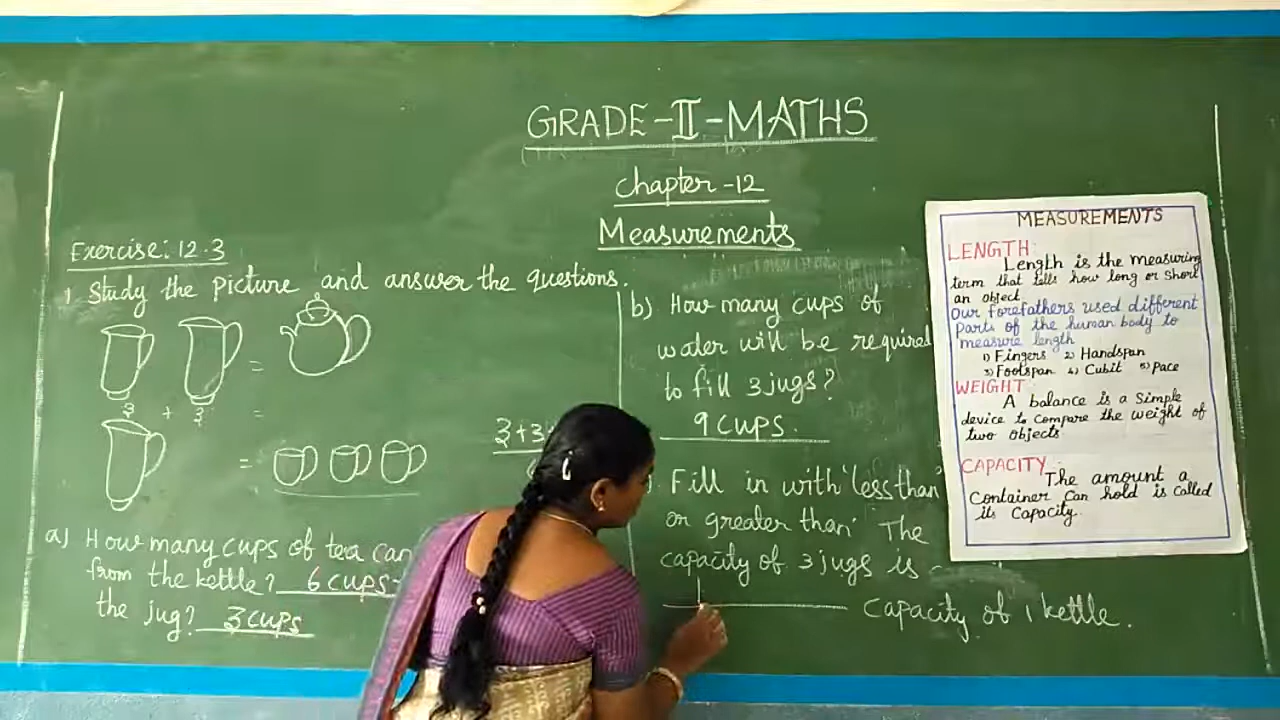 GRADE-II-MATHS
Chapter-12
Measurements
Exercise: 12.3
1 Study the picture and answer the questions.
=
3 + 3 =
=
3+3
a) How many cups of tea can
from the kettle? 6 cups
the jug? 3 cups
b) How many cups of
water will be required
to fill 3 jugs?
9 cups.
Fill in with 'less than'
or greater than' The
capacity of 3 jugs is
capacity of 1 kettle.
MEASUREMENTS
LENGTH:
Length is the measuring
term that tells how long or short
an object
Our forefathers used different
parts of the human body to
measure length
1) Fingers 2) Handspan
3) Footspan 4) Cubit 5) Pace
WEIGHT:
A balance is a simple
device to compare the weight of
two objects
CAPACITY
The amount a
Container can hold is called
its Capacity.